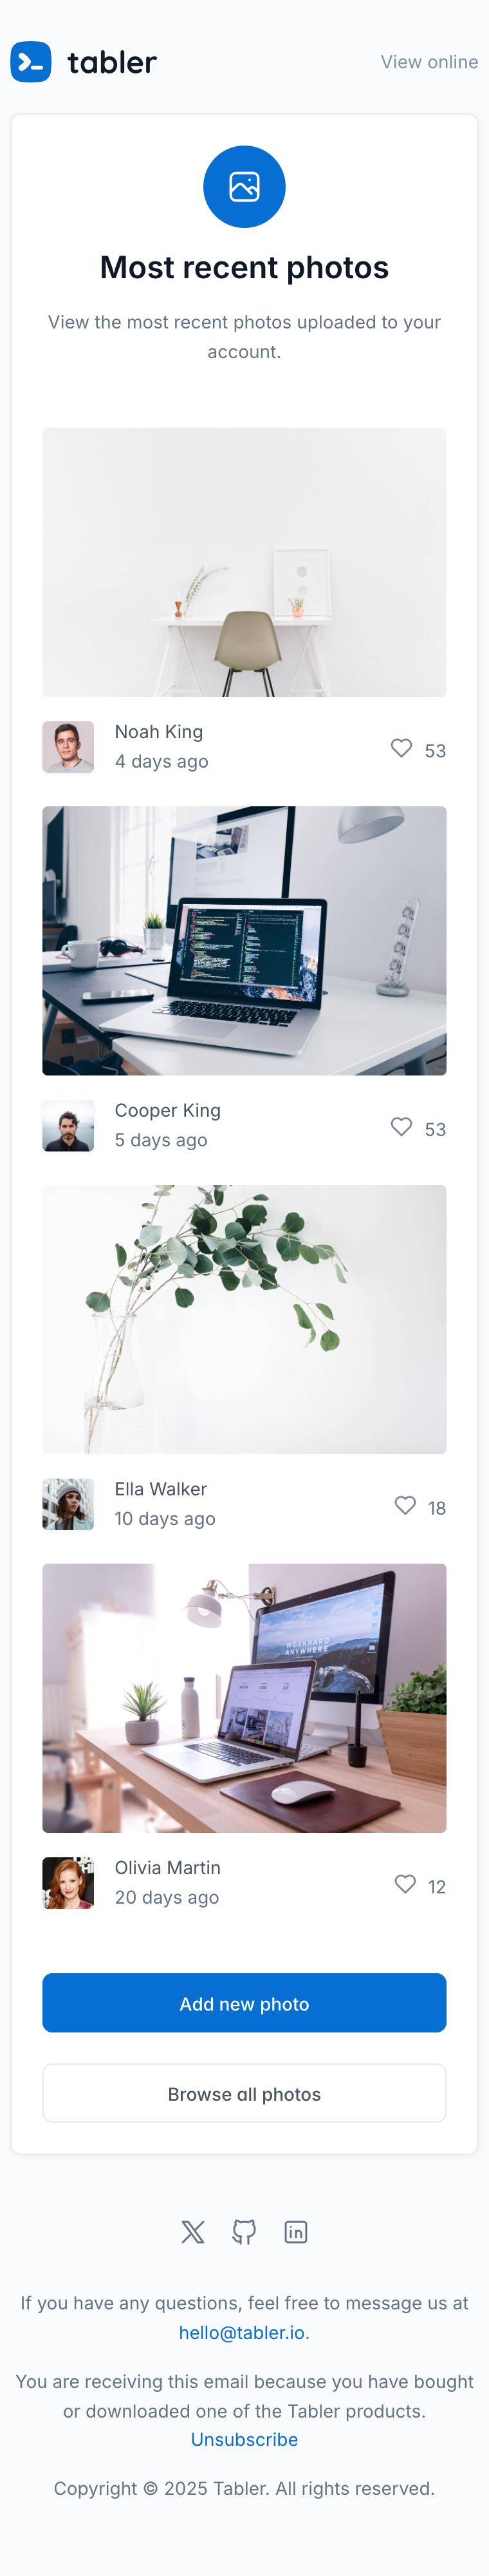 tabler
View online
Most recent photos
View the most recent photos uploaded to your
account.
Noah King
4 days ago
53
WORK HARD
ANYWHERE
Cooper King
5 days ago
53
Ella Walker
10 days ago
18
Olivia Martin
20 days ago
12
Add new photo
Browse all photos
If you have any questions, feel free to message us at
hello@tabler.io.
You are receiving this email because you have bought
or downloaded one of the Tabler products.
Unsubscribe
Copyright © 2025 Tabler. All rights reserved.